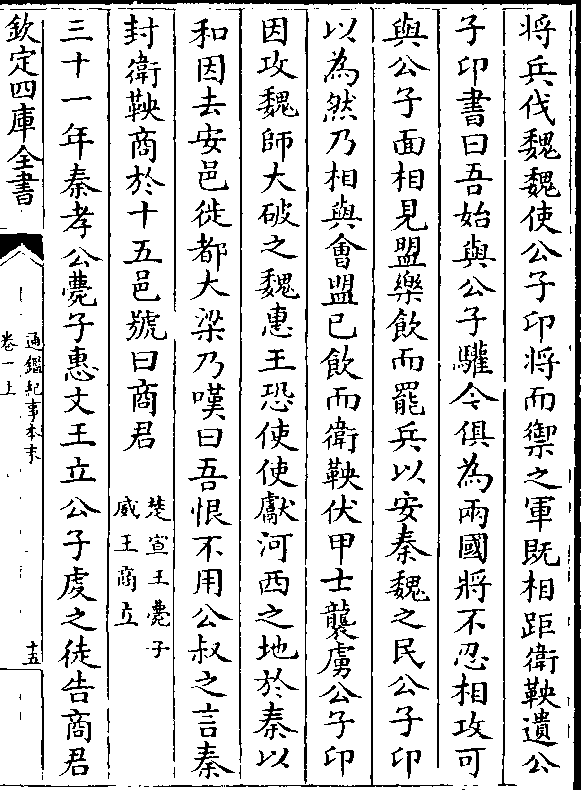 將兵伐魏魏使公子卬將而禦之軍既相距衛鞅遺公
子卬書曰吾始與公子驩今俱為兩國將不忍相攻可
與公子面相見盟樂飲而罷兵以安秦魏之民公子卬
以為然乃相與會盟已飲而衛鞅伏甲士襲虜公子卬
因攻魏師大破之魏惠王恐使使獻河西之地於秦以
和因去安邑徙都大梁乃嘆曰吾恨不用公叔之言秦
封衛鞅商於十五邑號曰商君
楚宣王薨子
威王商立
三十一年秦孝公薨子惠文王立公子虔之徒告商君
欽定四庫全書
通鑑紀事本末
卷一上
十五